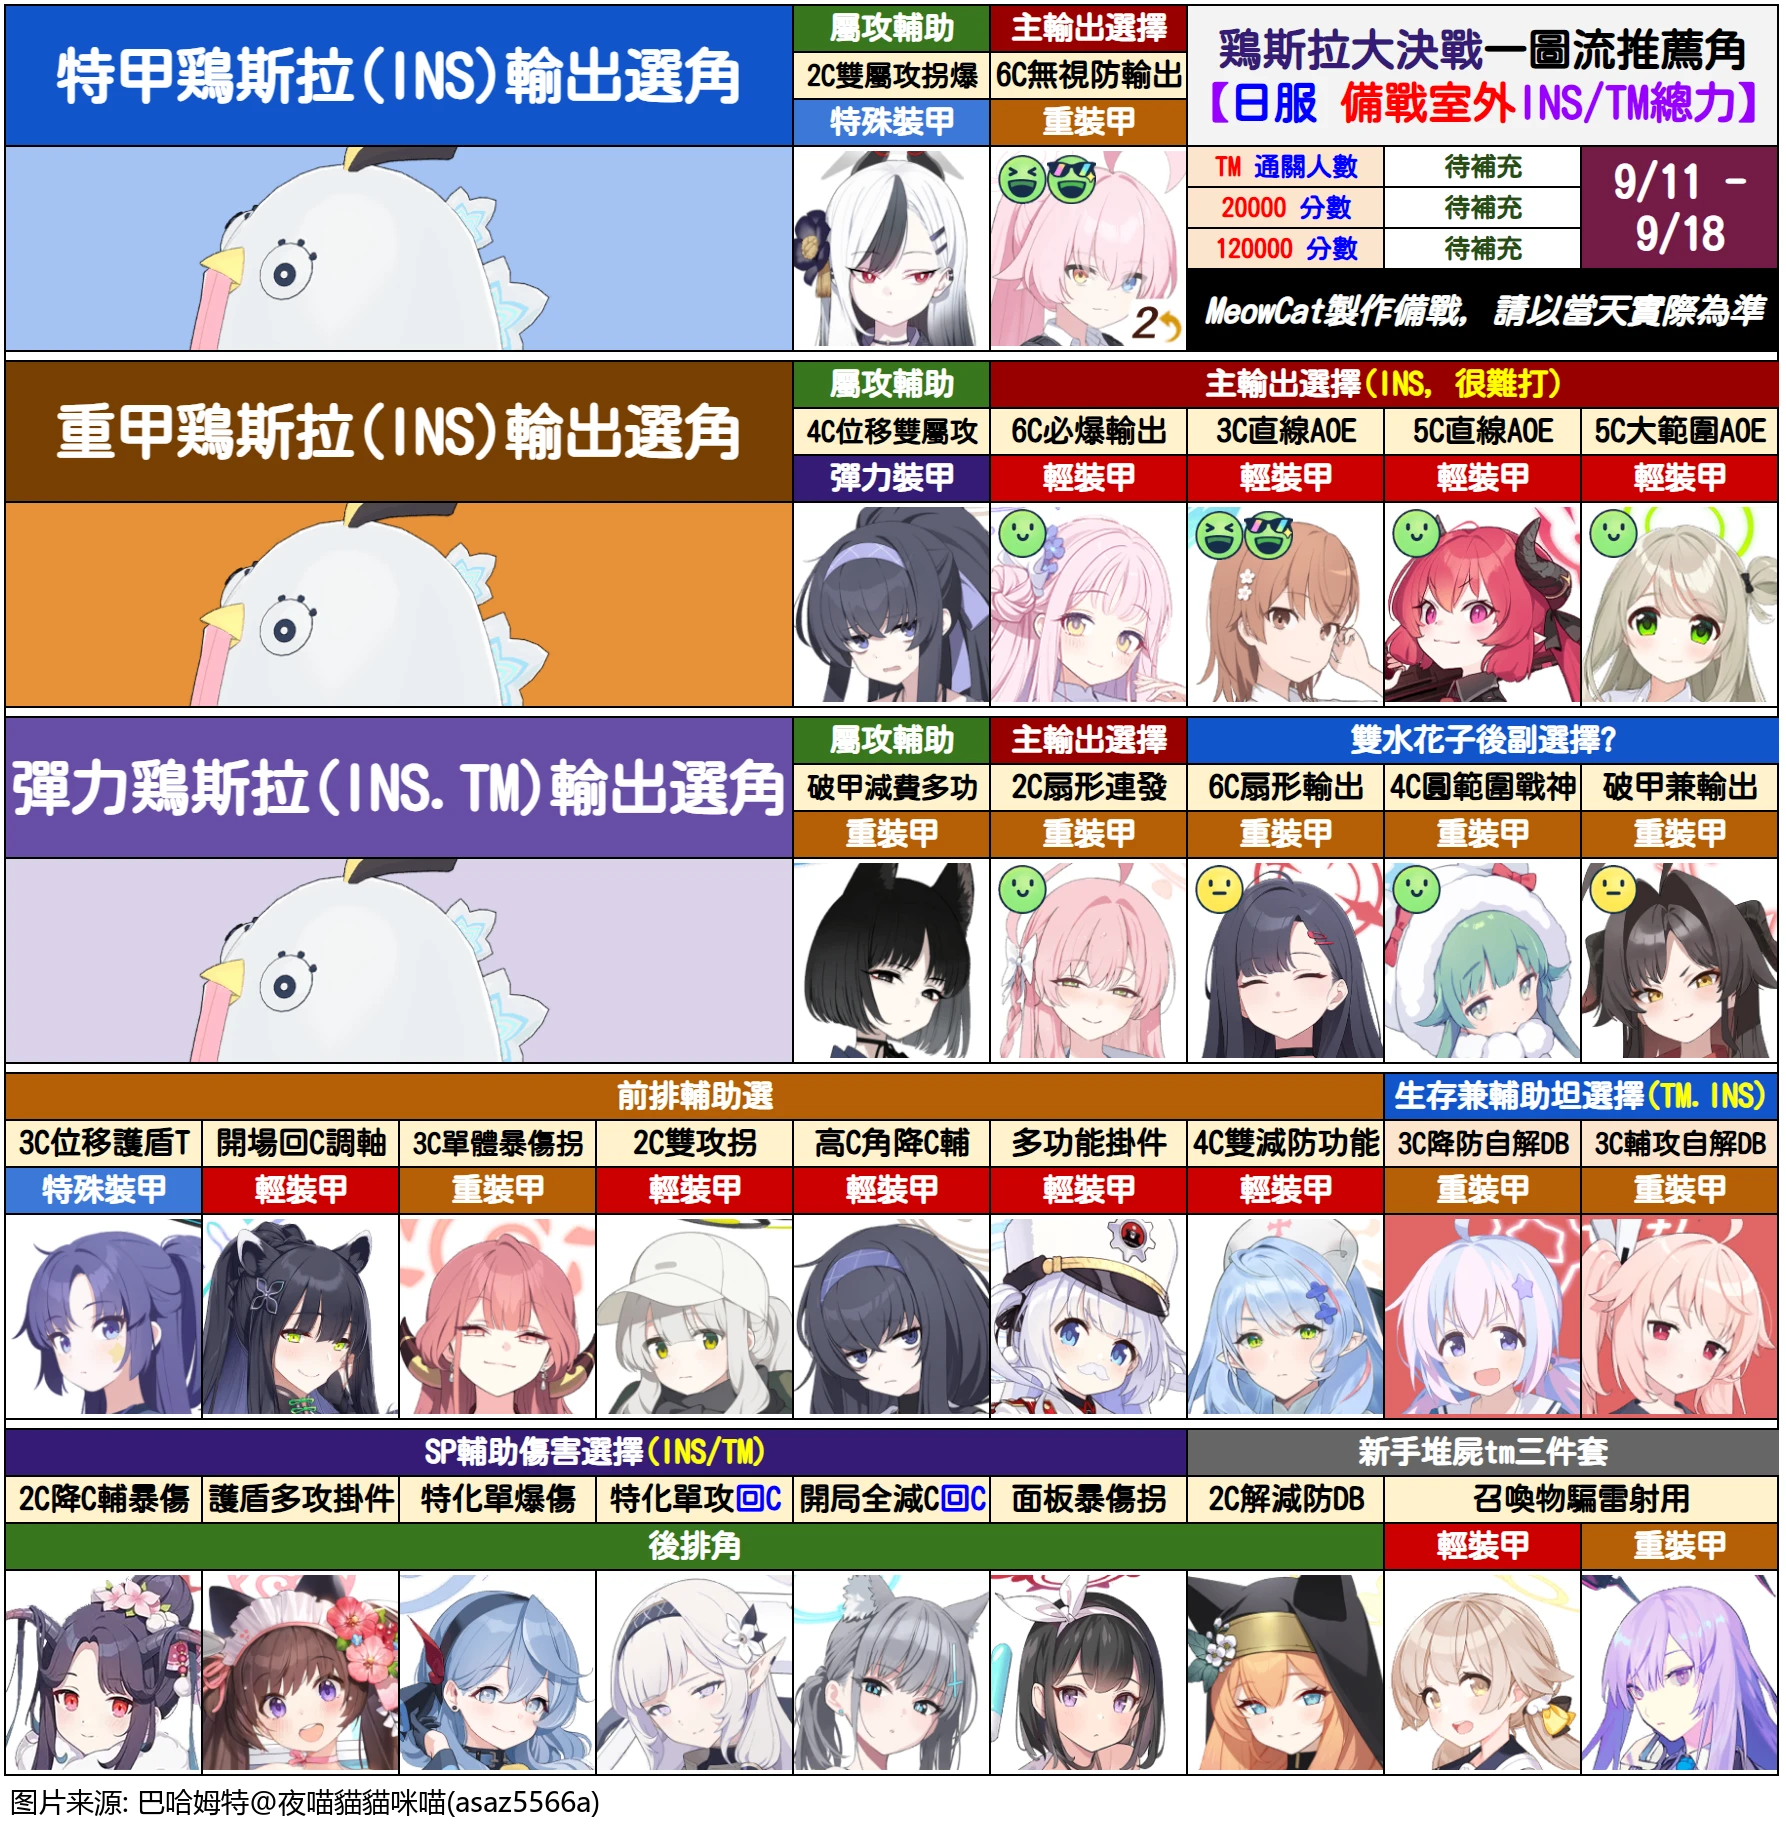 特甲鶏斯拉(INS)輸出選角
屬攻輔助
主輸出選擇
2C雙屬攻拐爆
6C無視防輸出
特殊裝甲
重裝甲
鶏斯拉大決戰一圖流推薦角
【日服 備戰室外INS/TM總力】
TM 通關人數
待補充
20000 分數
待補充
120000 分數
待補充
9/11 -
9/18
2
MeowCat製作備戰, 請以當天實際為準
重甲鶏斯拉(INS)輸出選角
屬攻輔助
主輸出選擇(INS, 很難打)
4C位移雙屬攻
6C必爆輸出
3C直線AOE
5C直線AOE
5C大範圍AOE
彈力裝甲
輕裝甲
輕裝甲
輕裝甲
輕裝甲
彈力鶏斯拉(INS.TM)輸出選角
屬攻輔助
主輸出選擇
雙水花子後副選擇?
破甲減費多功
2C扇形連發
6C扇形輸出
4C圓範圍戰神
破甲兼輸出
重裝甲
重裝甲
重裝甲
重裝甲
重裝甲
前排輔助選
生存兼輔助坦選擇(TM.INS)
3C位移護盾T
開場回C調軸
3C單體暴傷拐
2C雙攻拐
高C角降C輔
多功能掛件
4C雙減防功能
3C降防自解DB
3C輔攻自解DB
特殊裝甲
輕裝甲
重裝甲
輕裝甲
輕裝甲
輕裝甲
輕裝甲
重裝甲
重裝甲
SP輔助傷害選擇(INS/TM)
新手堆屍tm三件套
2C降C輔暴傷
護盾多攻掛件
特化單爆傷
特化單攻回C
開局全減C回C
面板暴傷拐
2C解減防DB
召喚物騙雷射用
後排角
輕裝甲
重裝甲
图片来源: 巴哈姆特@夜喵貓貓咪喵(asaz5566a)